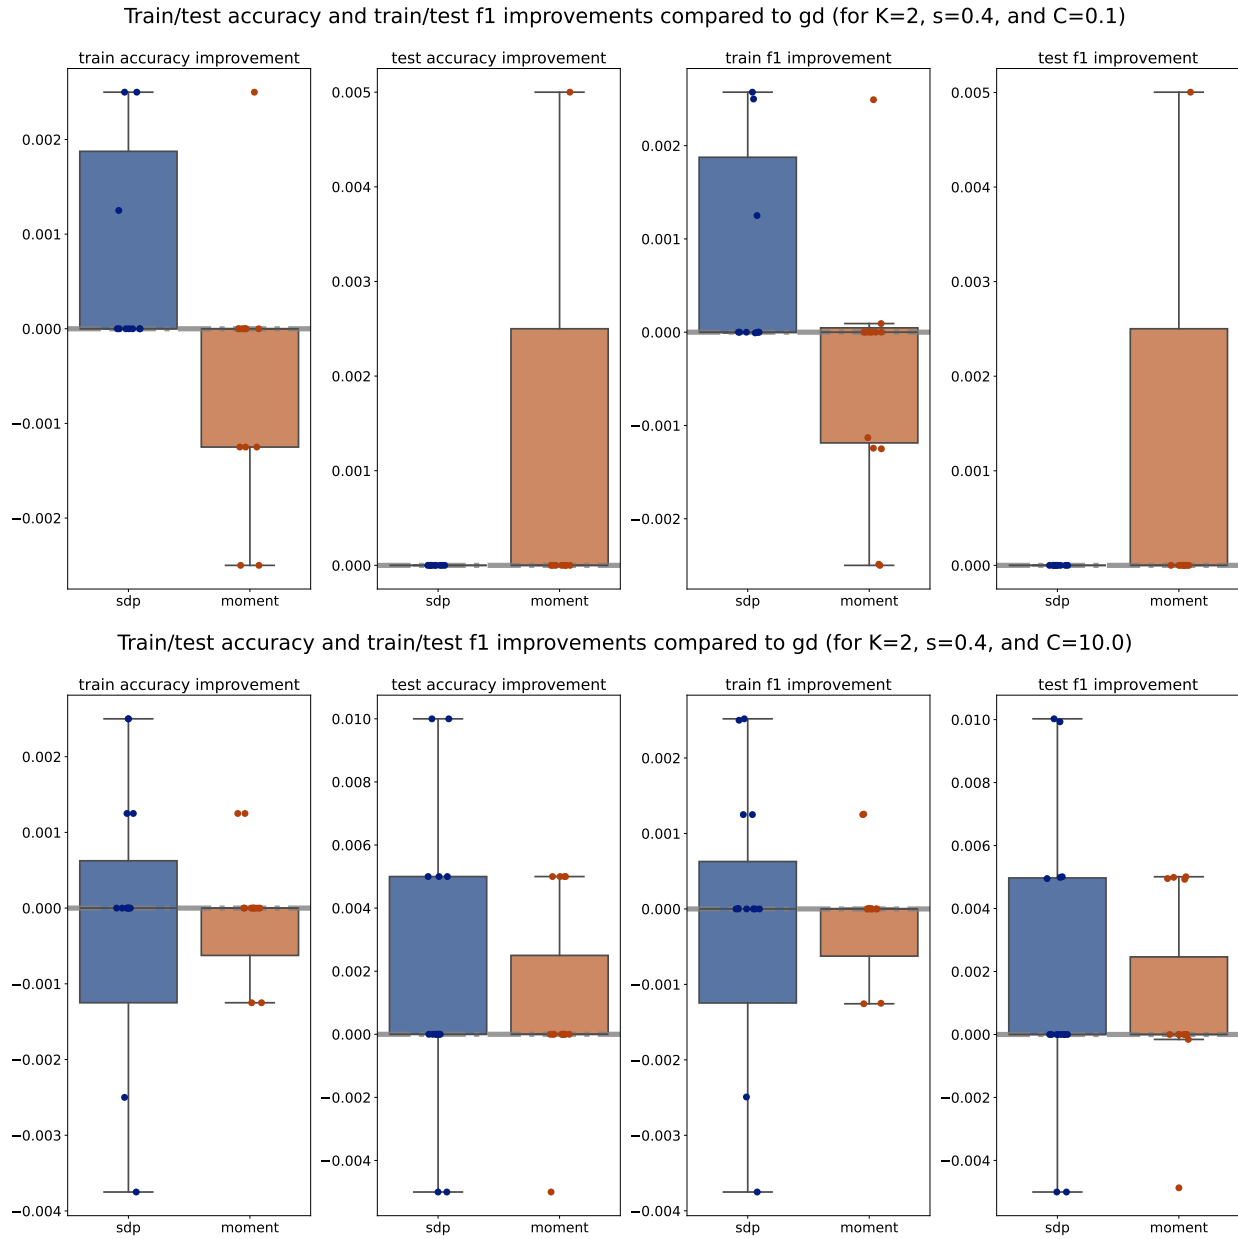 Train/test accuracy and train/test f1 improvements compared to gd (for K=2, s=0.4, and C=0.1)
train accuracy improvement
0.002
0.001
0.000
−0.001
−0.002
sdp moment
test accuracy improvement
0.005
0.004
0.003
0.002
0.001
0.000
sdp moment
train f1 improvement
0.002
0.001
0.000
−0.001
−0.002
sdp moment
test f1 improvement
0.005
0.004
0.003
0.002
0.001
0.000
sdp moment
Train/test accuracy and train/test f1 improvements compared to gd (for K=2, s=0.4, and C=10.0)
train accuracy improvement
0.002
0.001
0.000
−0.001
−0.002
−0.003
−0.004
sdp moment
test accuracy improvement
0.010
0.008
0.006
0.004
0.002
0.000
−0.002
−0.004
sdp moment
train f1 improvement
0.002
0.001
0.000
−0.001
−0.002
−0.003
−0.004
sdp moment
test f1 improvement
0.010
0.008
0.006
0.004
0.002
0.000
−0.002
−0.004
sdp moment